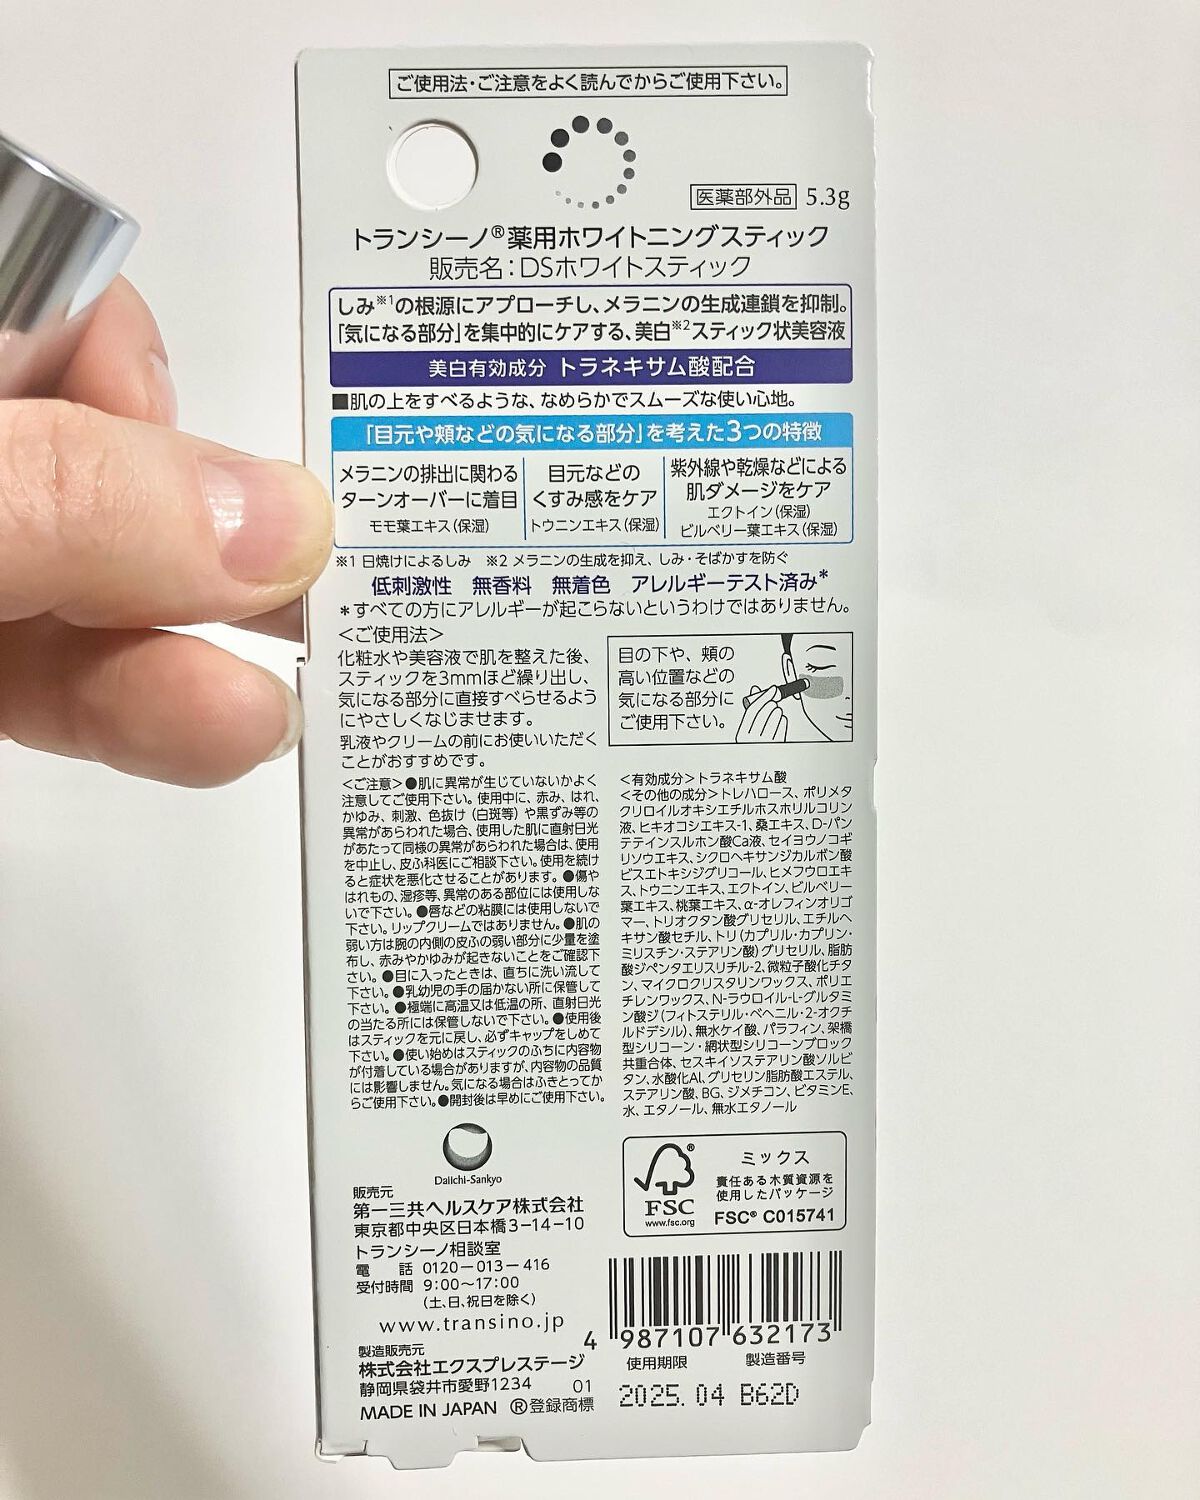 ご使用法・ご注意をよく読んでからご使用下さい。
医薬部外品 5.3g
トランシーノ®薬用ホワイトニングスティック
販売名：DSホワイトスティック
しみ※1の根源にアプローチし、メラニンの生成連鎖を抑制。
「気になる部分」を集中的にケアする、美白※2スティック状美容液
美白有効成分 トラネキサム酸配合
■肌の上をすべるような、なめらかでスムーズな使い心地。
「目元や頬などの気になる部分」を考えた3つの特徴
メラニンの排出に関わる
ターンオーバーに着目
モモ葉エキス（保湿）
目元などの
くすみ感をケア
トウニンエキス（保湿）
紫外線や乾燥などによる
肌ダメージをケア
エクトイン（保湿）
ビルベリー葉エキス（保湿）
※1 日焼けによるしみ ※2 メラニンの生成を抑え、しみ・そばかすを防ぐ
低刺激性 無香料 無着色 アレルギーテスト済み*
*すべての方にアレルギーが起こらないというわけではありません。
＜ご使用法＞
化粧水や美容液で肌を整えた後、
スティックを3mmほど繰り出し、
気になる部分に直接すべらせるよう
にやさしくなじませます。
乳液やクリームの前にお使いいただく
ことがおすすめです。
目の下や、頬の
高い位置などの
気になる部分に
ご使用下さい。
＜ご注意＞●肌に異常が生じていないかよく
注意してご使用下さい。使用中に、赤み、はれ、
かゆみ、刺激、色抜け（白斑等）や黒ずみ等の
異常があらわれた場合、使用した肌に直射日光
があたって同様の異常があらわれた場合は、使用
を中止し、皮ふ科医にご相談下さい。使用を続け
ると症状を悪化させることがあります。●傷や
はれもの、湿疹等、異常のある部位には使用しな
いで下さい。●唇などの粘膜には使用しないで
下さい。リップクリームではありません。●肌の
弱い方は腕の内側の皮ふの弱い部分に少量を塗
布し、赤みやかゆみが起きないことをご確認下
さい。●目に入ったときは、直ちに洗い流して
下さい。●乳幼児の手の届かない所に保管して
下さい。●極端に高温又は低温の所、直射日光
の当たる所には保管しないで下さい。●使用後
はスティックを元に戻し、必ずキャップをしめて
下さい。●使い始めはスティックのふちに内容物
が付着している場合がありますが、内容物の品質
には影響しません。気になる場合はふきとってか
らご使用下さい。●開封後は早めにご使用下さい。
＜有効成分＞トラネキサム酸
＜その他の成分＞トレハロース、ポリメタ
クリロイルオキシエチルホスホリルコリン
液、ヒキオコシエキス-1、桑エキス、D-パン
テテインスルホン酸Ca液、セイヨウノコギ
リソウエキス、シクロヘキサンジカルボン酸
ビスエトキシジグリコール、ヒメフウロエキ
ス、トウニンエキス、エクトイン、ビルベリー
葉エキス、桃葉エキス、α-オレフィンオリゴ
マー、トリオクタン酸グリセリル、エチルヘ
キサン酸セチル、トリ（カプリル・カプリン・
ミリスチン・ステアリン酸）グリセリル、脂肪
酸ジペンタエリスリチル-2、微粒子酸化チタ
ン、マイクロクリスタリンワックス、ポリエ
チレンワックス、N-ラウロイル-L-グルタミ
ン酸ジ（フィトステリル・ベヘニル・2-オクチ
ルドデシル）、無水ケイ酸、パラフィン、架橋
型シリコーン・網状型シリコーンブロック
共重合体、セスキイソステアリン酸ソルビ
タン、水酸化Al、グリセリン脂肪酸エステル、
ステアリン酸、BG、ジメチコン、ビタミンE、
水、エタノール、無水エタノール
Daiichi-Sankyo
販売元
第一三共ヘルスケア株式会社
東京都中央区日本橋3-14-10
トランシーノ相談室
電 話 0120-013-416
受付時間 9:00～17:00
（土、日、祝日を除く）
www.transino.jp
製造販売元
株式会社エクスプレステージ
静岡県袋井市愛野1234 01
MADE IN JAPAN ®登録商標
FSC
www.fsc.org
ミックス
責任ある木質資源を
使用したパッケージ
FSC® C015741
4 987107 632173
使用期限 製造番号
2025.04 B62D